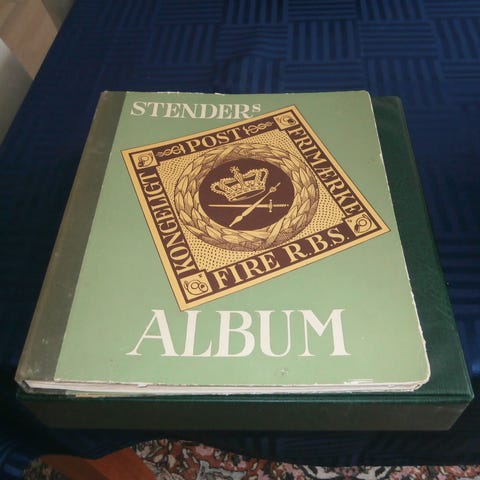 STENDERS
KONGELIGT
POST
FRIMÆRKE
FIRE R.B.S.
ALBUM